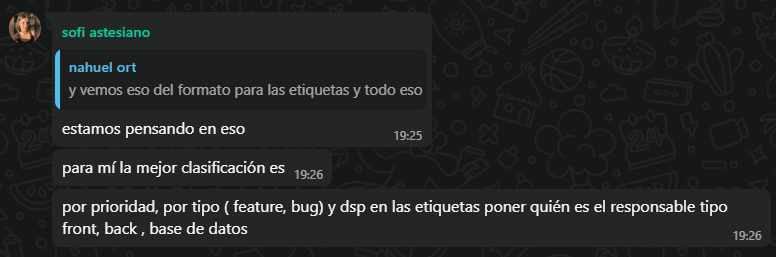 sofi astesiano
nahuel ort
y vemos eso del formato para las etiquetas y todo eso
estamos pensando en eso
19:25
para mí la mejor clasificación es
19:26
por prioridad, por tipo ( feature, bug) y dsp en las etiquetas poner quién es el responsable tipo
front, back , base de datos
19:26